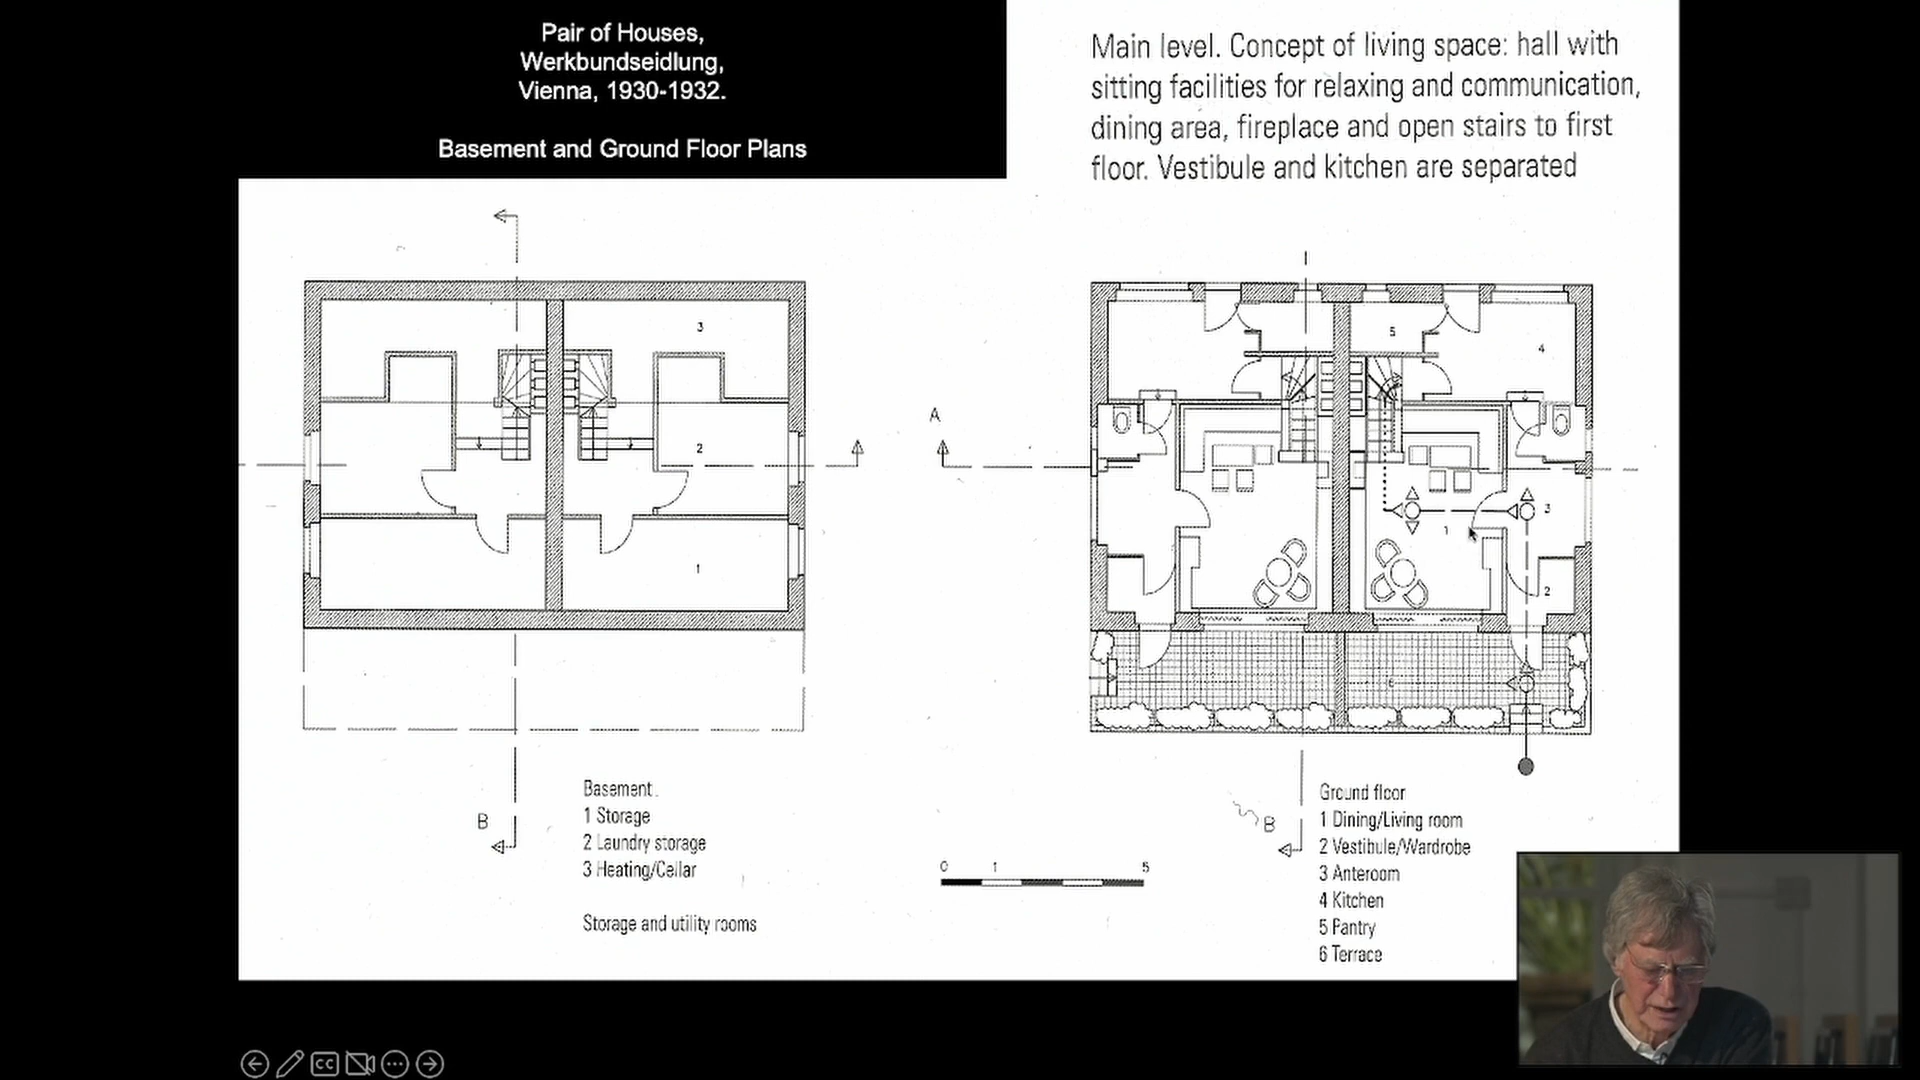 Pair of Houses,
Werkbundseidlung,
Vienna, 1930-1932.
Basement and Ground Floor Plans
Main level. Concept of living space: hall with
sitting facilities for relaxing and communication,
dining area, fireplace and open stairs to first
floor. Vestibule and kitchen are separated
3
2
1
B
Basement
1 Storage
2 Laundry storage
3 Heating/Cellar
Storage and utility rooms
A
5
4
3
1
2
6
B
0 1 5
Ground floor
1 Dining/Living room
2 Vestibule/Wardrobe
3 Anteroom
4 Kitchen
5 Pantry
6 Terrace
CC